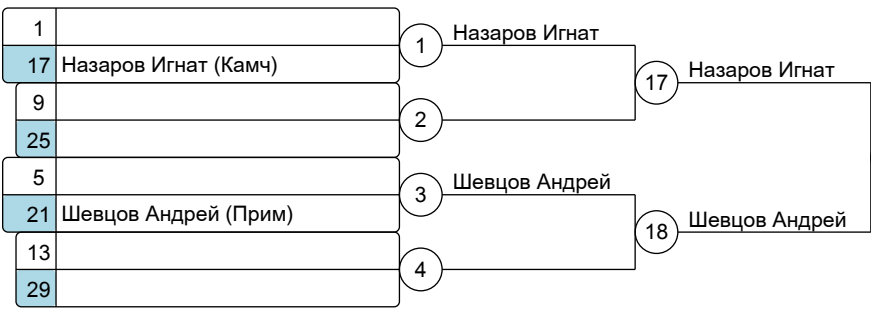 1
Назаров Игнат
17 Назаров Игнат (Камч)
1
17
Назаров Игнат
9
2
25
5
Шевцов Андрей
21 Шевцов Андрей (Прим)
3
18
Шевцов Андрей
13
4
29